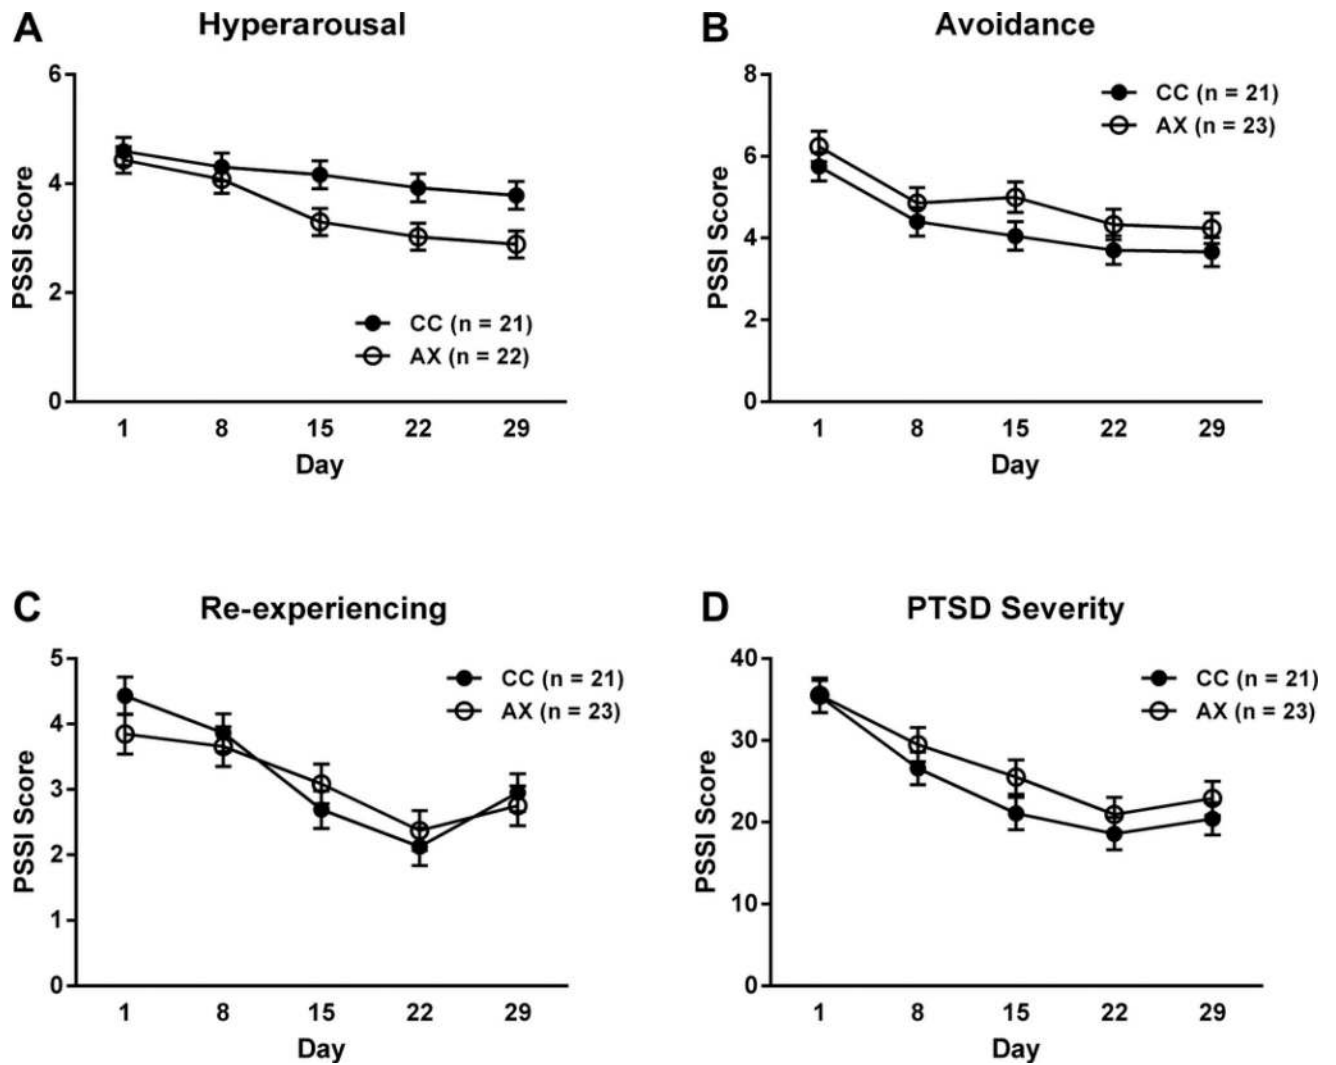 A Hyperarousal
PSSI Score
6
4
2
0
CC (n = 21)
AX (n = 22)
1 8 15 22 29
Day
B Avoidance
PSSI Score
8
6
4
2
0
CC (n = 21)
AX (n = 23)
1 8 15 22 29
Day
C Re-experiencing
PSSI Score
5
4
3
2
1
0
CC (n = 21)
AX (n = 23)
1 8 15 22 29
Day
D PTSD Severity
PSSI Score
40
30
20
10
0
CC (n = 21)
AX (n = 23)
1 8 15 22 29
Day